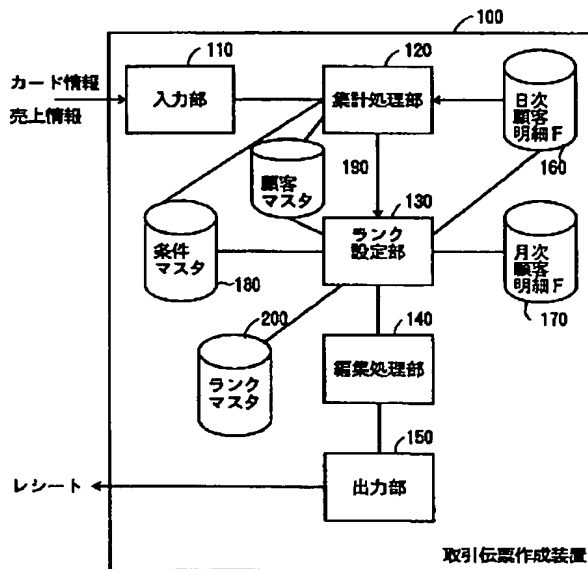 100
110
120
カード情報
売上情報
入力部
集計処理部
日次
顧客
明細F
160
190
顧客
マスタ
130
条件
マスタ
180
ランク
設定部
月次
顧客
明細F
170
200
ランク
マスタ
140
編集処理部
150
レシート
出力部
取引伝票作成装置